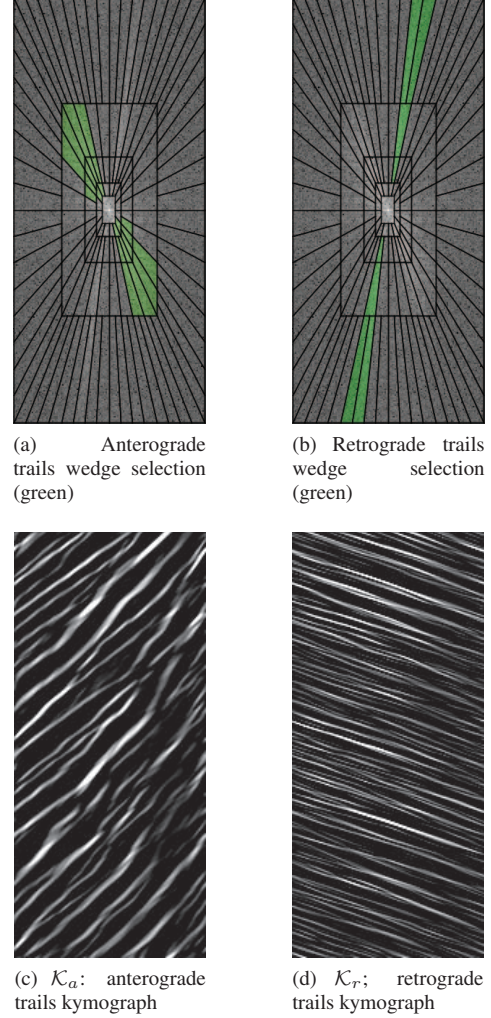 (a) Anterograde
trails wedge selection
(green)
(b) Retrograde trails
wedge selection
(green)
(c) 𝒦ₐ: anterograde
trails kymograph
(d) 𝒦ᵣ; retrograde
trails kymograph